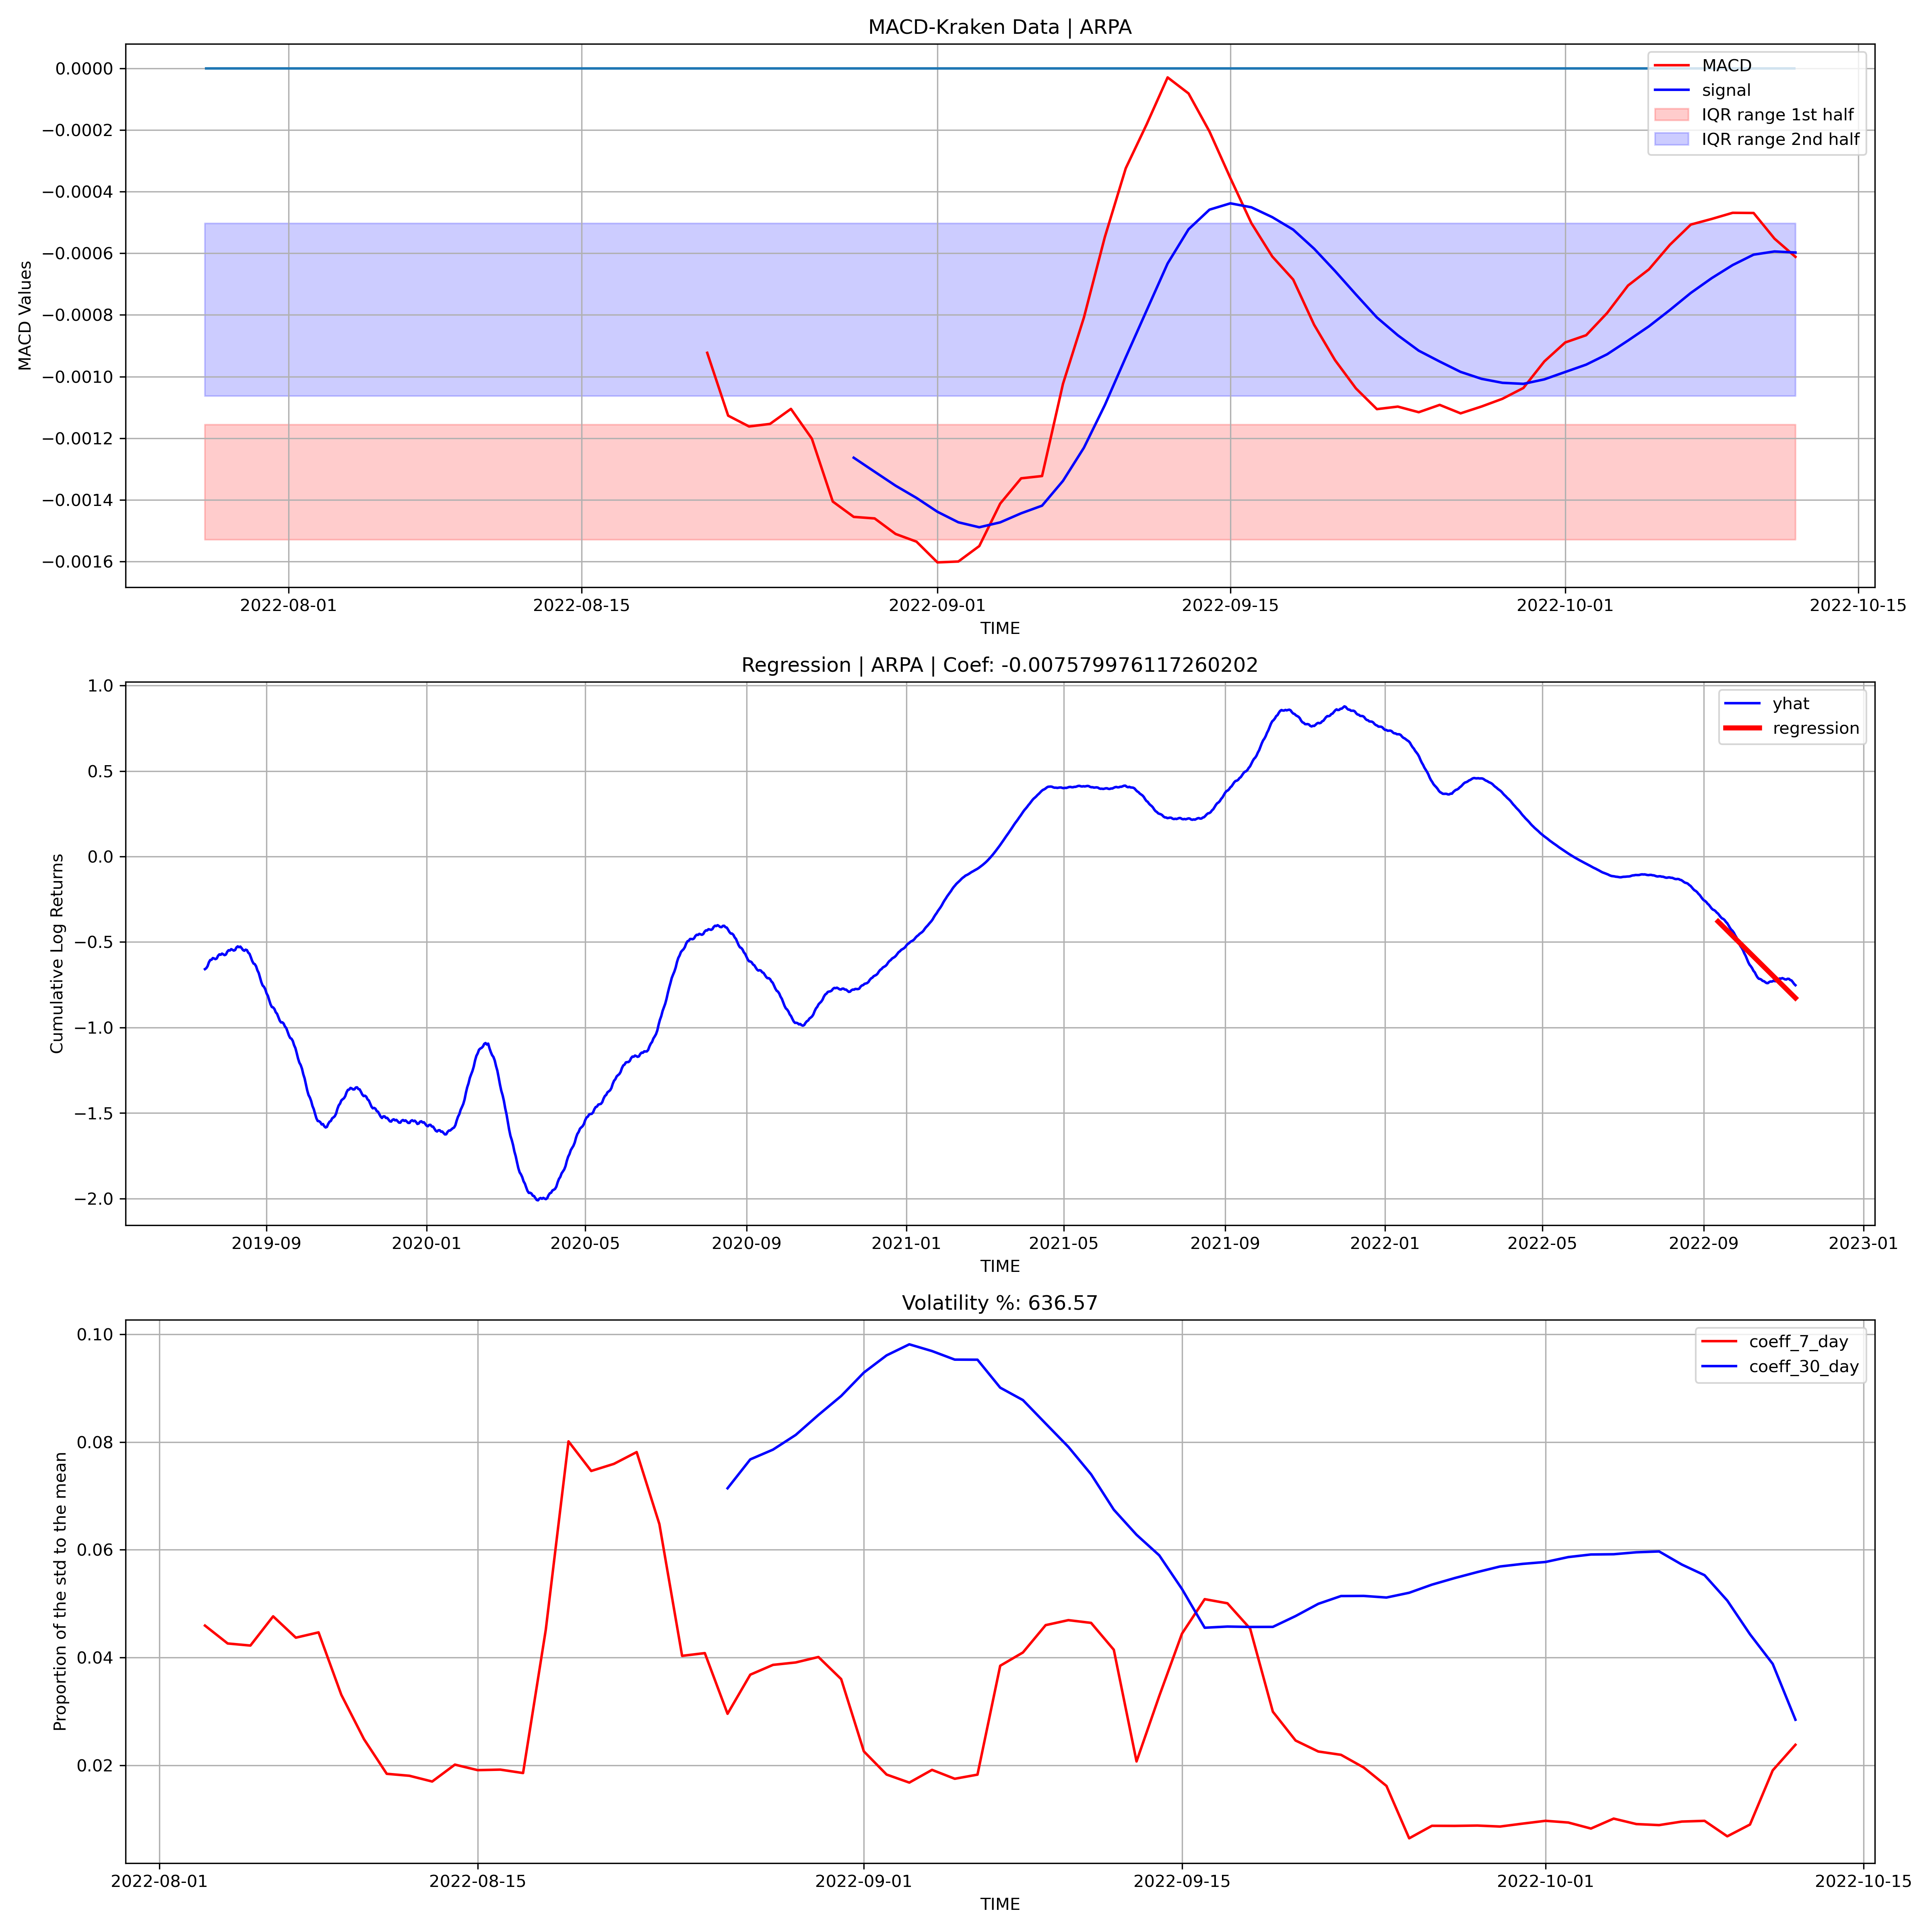 MACD-Kraken Data | ARPA
MACD
signal
IQR range 1st half
IQR range 2nd half
0.0000
−0.0002
−0.0004
−0.0006
−0.0008
−0.0010
−0.0012
−0.0014
−0.0016
MACD Values
2022-08-01 2022-08-15 2022-09-01 2022-09-15 2022-10-01 2022-10-15
TIME
Regression | ARPA | Coef: -0.007579976117260202
yhat
regression
1.0
0.5
0.0
−0.5
−1.0
−1.5
−2.0
Cumulative Log Returns
2019-09 2020-01 2020-05 2020-09 2021-01 2021-05 2021-09 2022-01 2022-05 2022-09 2023-01
TIME
Volatility %: 636.57
coeff_7_day
coeff_30_day
0.10
0.08
0.06
0.04
0.02
Proportion of the std to the mean
2022-08-01 2022-08-15 2022-09-01 2022-09-15 2022-10-01 2022-10-15
TIME